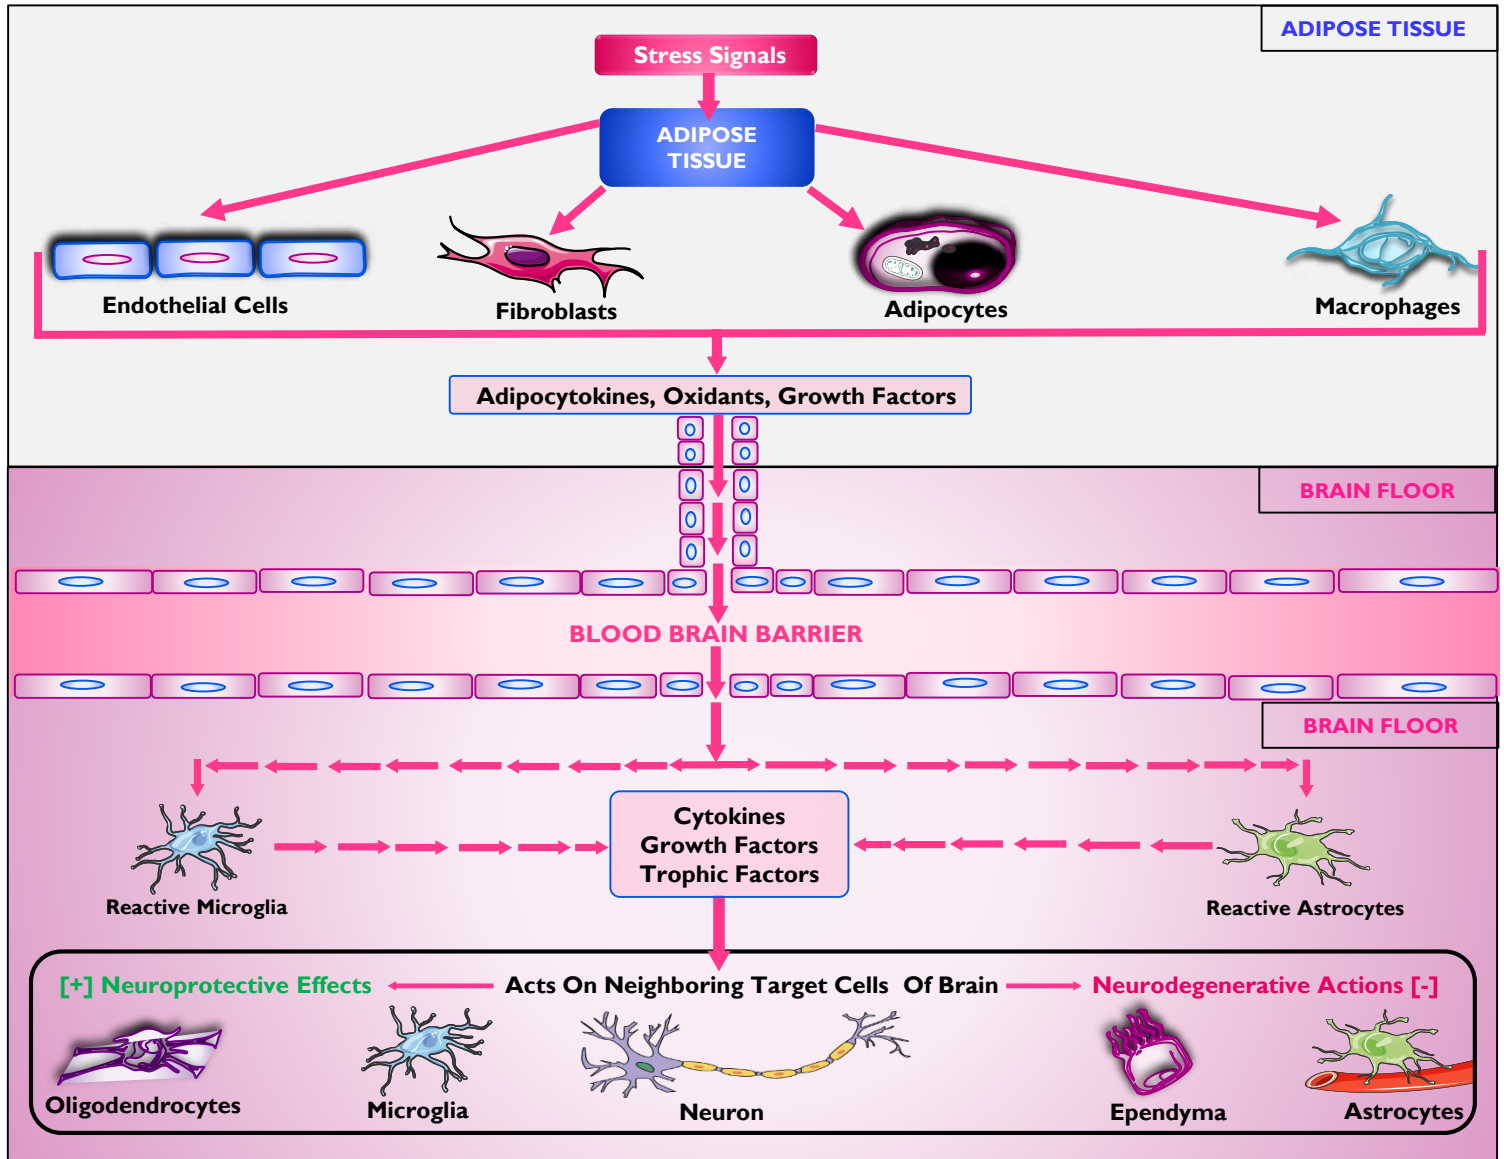 ADIPOSE TISSUE
Stress Signals
ADIPOSE
TISSUE
Endothelial Cells
Fibroblasts
Adipocytes
Macrophages
Adipocytokines, Oxidants, Growth Factors
BRAIN FLOOR
BLOOD BRAIN BARRIER
BRAIN FLOOR
Cytokines
Growth Factors
Trophic Factors
Reactive Microglia
Reactive Astrocytes
[+] Neuroprotective Effects
Acts On Neighboring Target Cells Of Brain
Neurodegenerative Actions [-]
Oligodendrocytes
Microglia
Neuron
Ependyma
Astrocytes